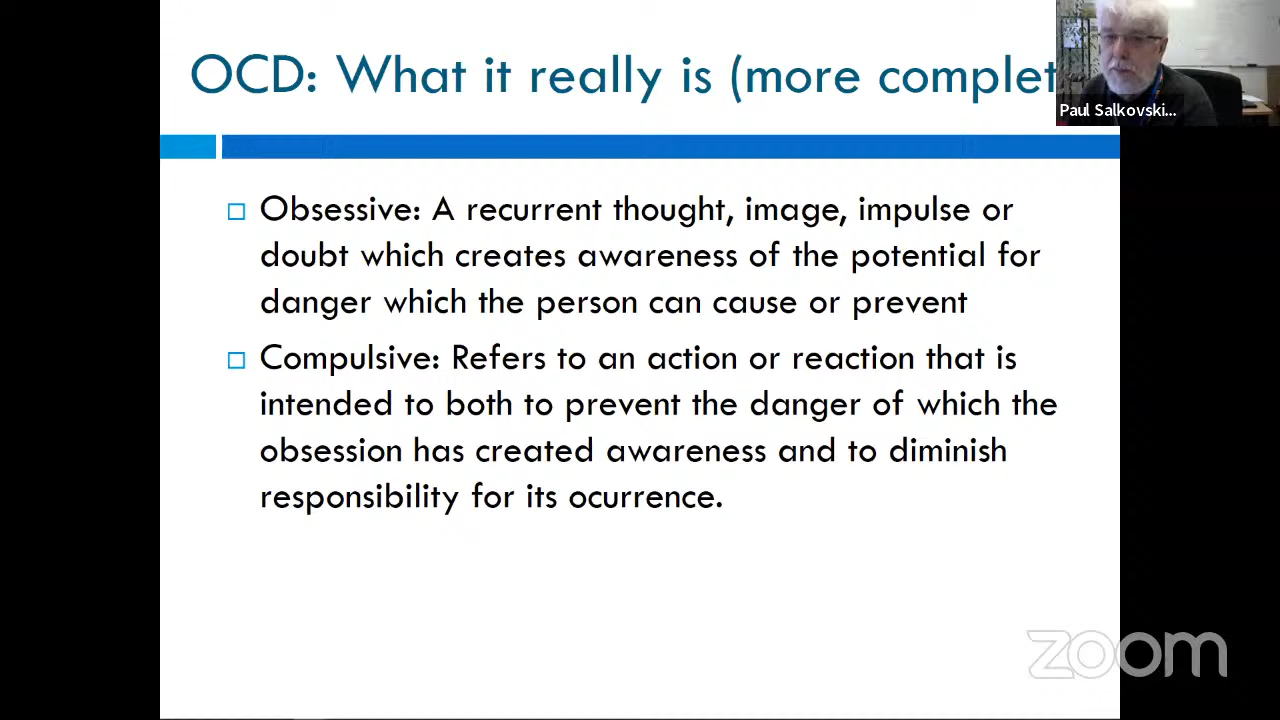 OCD: What it really is (more complet
Paul Salkovski...
Obsessive: A recurrent thought, image, impulse or
doubt which creates awareness of the potential for
danger which the person can cause or prevent
Compulsive: Refers to an action or reaction that is
intended to both to prevent the danger of which the
obsession has created awareness and to diminish
responsibility for its ocurrence.
zoom